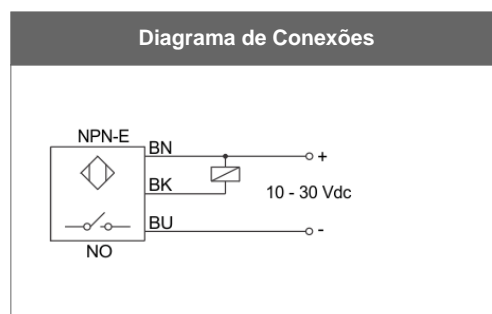 Diagrama de Conexões
NPN-E
BN
+
BK
10 - 30 Vdc
BU
-
NO